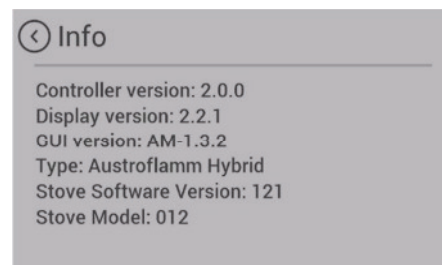 Info
Controller version: 2.0.0
Display version: 2.2.1
GUI version: AM-1.3.2
Type: Austroflamm Hybrid
Stove Software Version: 121
Stove Model: 012